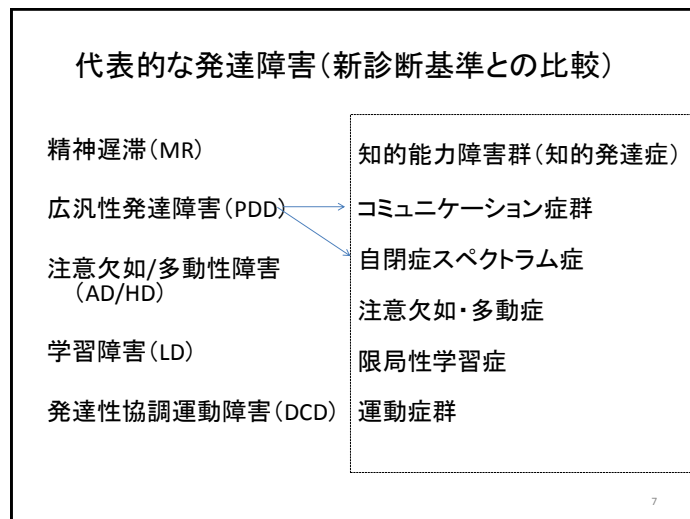 代表的な発達障害(新診断基準との比較)
精神遅滞(MR)
広汎性発達障害(PDD)
注意欠如/多動性障害
(AD/HD)
学習障害(LD)
発達性協調運動障害(DCD)
知的能力障害群(知的発達症)
コミュニケーション症群
自閉症スペクトラム症
注意欠如・多動症
限局性学習症
運動症群
7